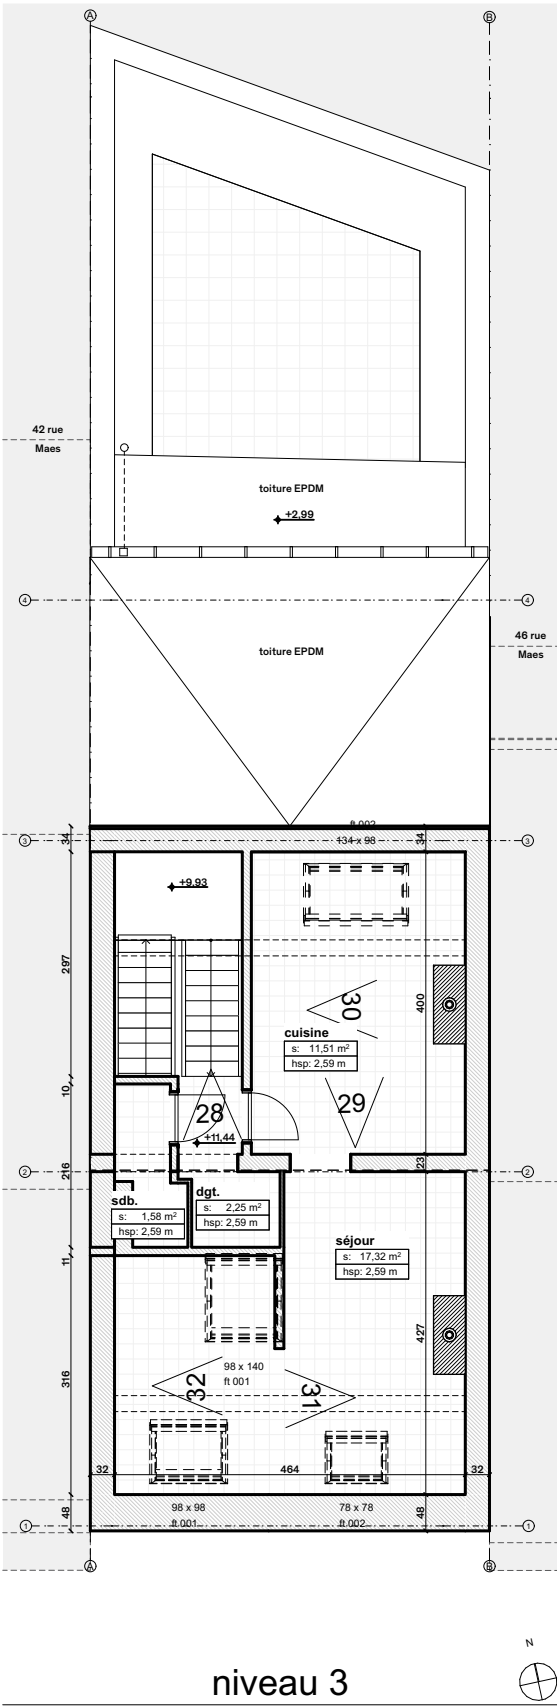 A
B
42 rue
Maes
toiture EPDM
+2,99
4
4
toiture EPDM
46 rue
Maes
ft 002
134 x 98
34
34
3
3
+9.93
297
400
30
cuisine
s: 11,51 m²
hsp: 2,59 m
10
28
29
+11,44
23
2
2
216
sdb.
s: 1,58 m²
hsp: 2,59 m
dgt.
s: 2,25 m²
hsp: 2,59 m
séjour
s: 17,32 m²
hsp: 2,59 m
11
427
98 x 140
ft 001
316
32
31
32
464
32
48
48
98 x 98
ft 001
78 x 78
ft 002
1
1
A
B
N
niveau 3